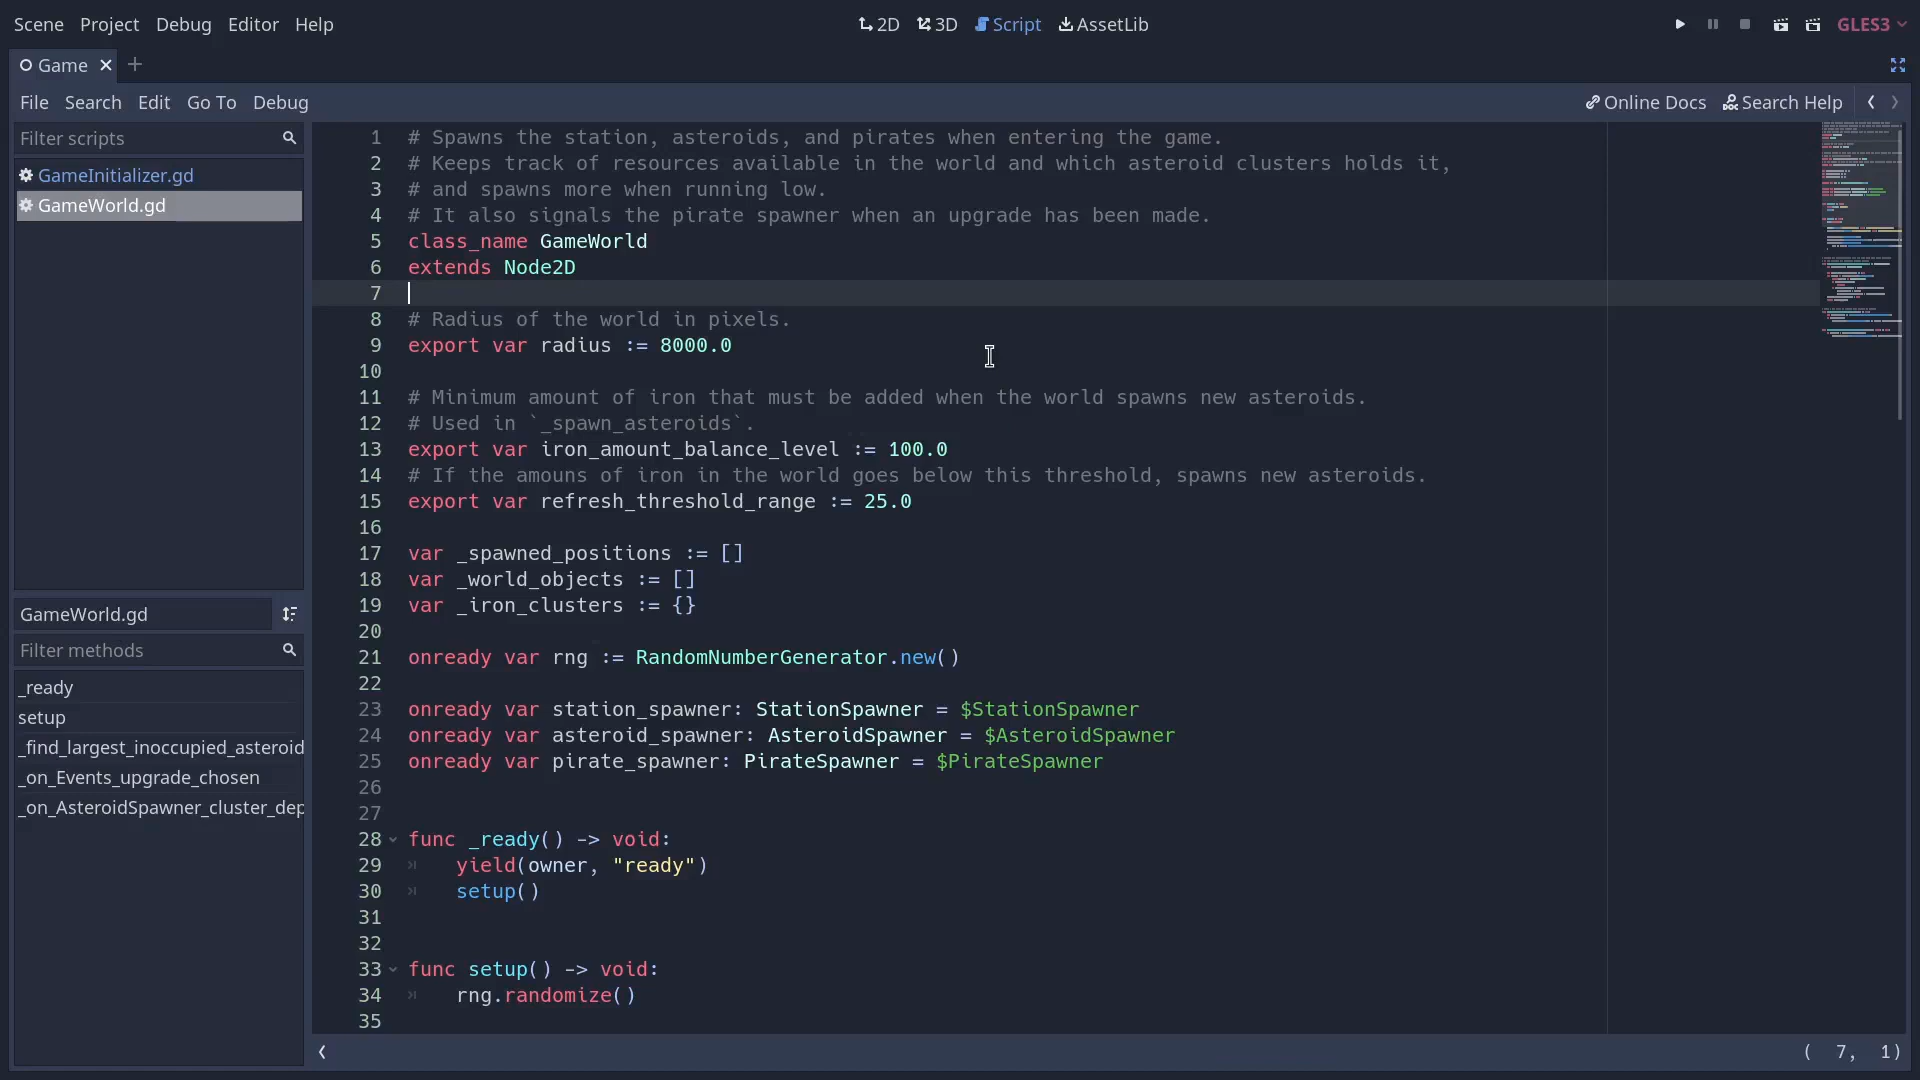 Scene Project Debug Editor Help 2D 3D Script AssetLib GLES3
Game
File Search Edit Go To Debug Online Docs Search Help
Filter scripts
GameInitializer.gd
GameWorld.gd
GameWorld.gd
Filter methods
_ready
setup
_find_largest_inoccupied_asteroid
_on_Events_upgrade_chosen
_on_AsteroidSpawner_cluster_dep
1 # Spawns the station, asteroids, and pirates when entering the game.
2 # Keeps track of resources available in the world and which asteroid clusters holds it,
3 # and spawns more when running low.
4 # It also signals the pirate spawner when an upgrade has been made.
5 class_name GameWorld
6 extends Node2D
7
8 # Radius of the world in pixels.
9 export var radius := 8000.0
10
11 # Minimum amount of iron that must be added when the world spawns new asteroids.
12 # Used in `_spawn_asteroids`.
13 export var iron_amount_balance_level := 100.0
14 # If the amouns of iron in the world goes below this threshold, spawns new asteroids.
15 export var refresh_threshold_range := 25.0
16
17 var _spawned_positions := []
18 var _world_objects := []
19 var _iron_clusters := {}
20
21 onready var rng := RandomNumberGenerator.new()
22
23 onready var station_spawner: StationSpawner = $StationSpawner
24 onready var asteroid_spawner: AsteroidSpawner = $AsteroidSpawner
25 onready var pirate_spawner: PirateSpawner = $PirateSpawner
26
27
28 func _ready() -> void:
29 yield(owner, "ready")
30 setup()
31
32
33 func setup() -> void:
34 rng.randomize()
35
( 7, 1)